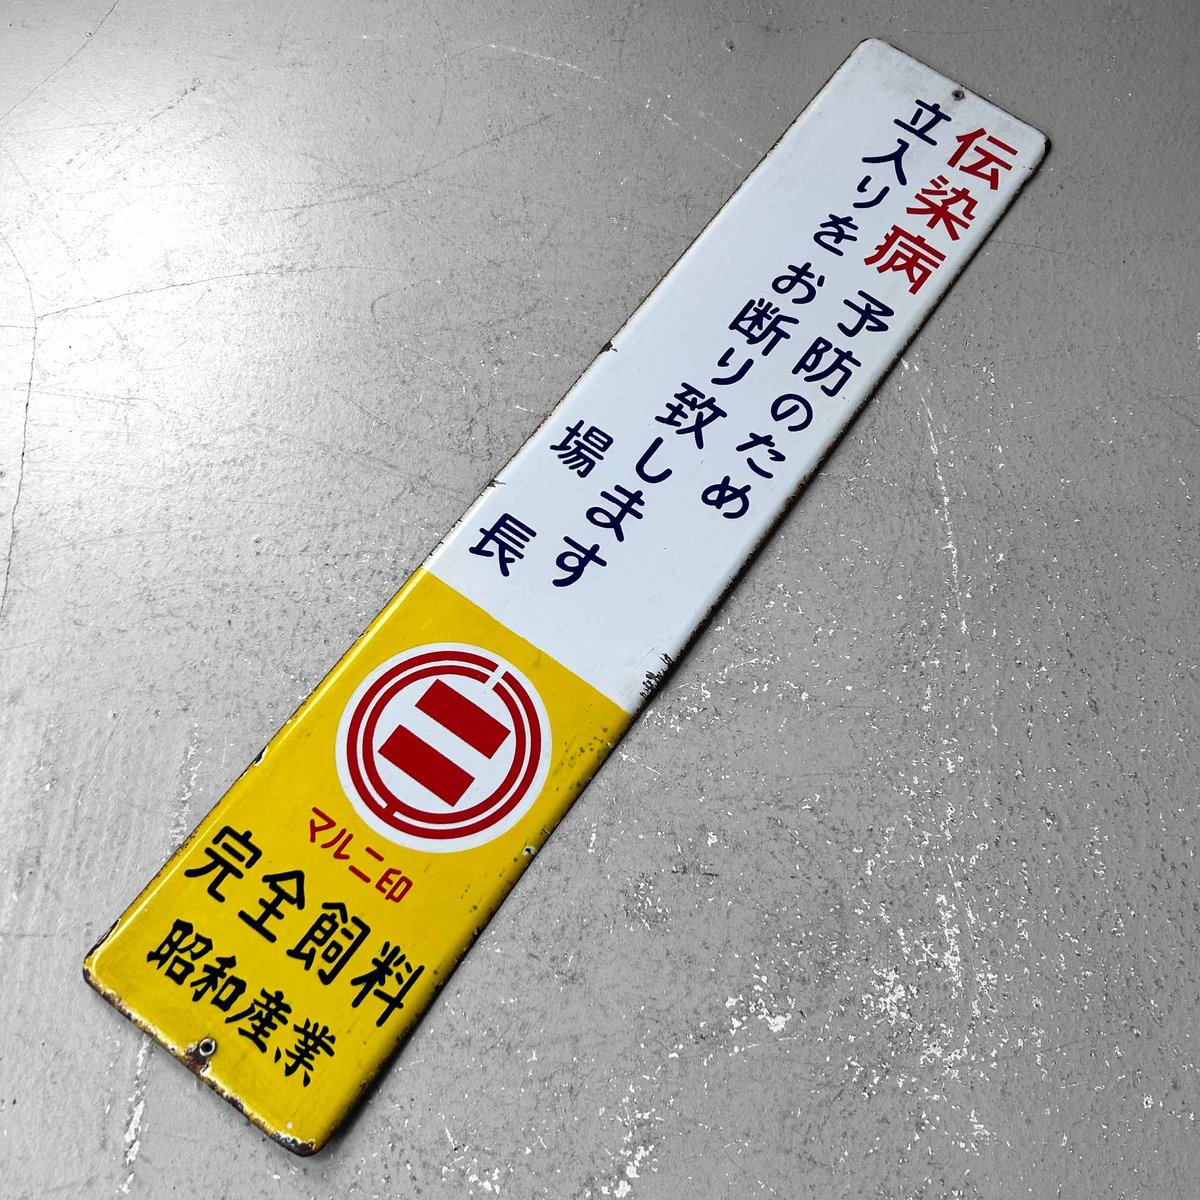 伝染病予防のため
立入りをお断り致します
場長
マルニ印
完全飼料
昭和産業